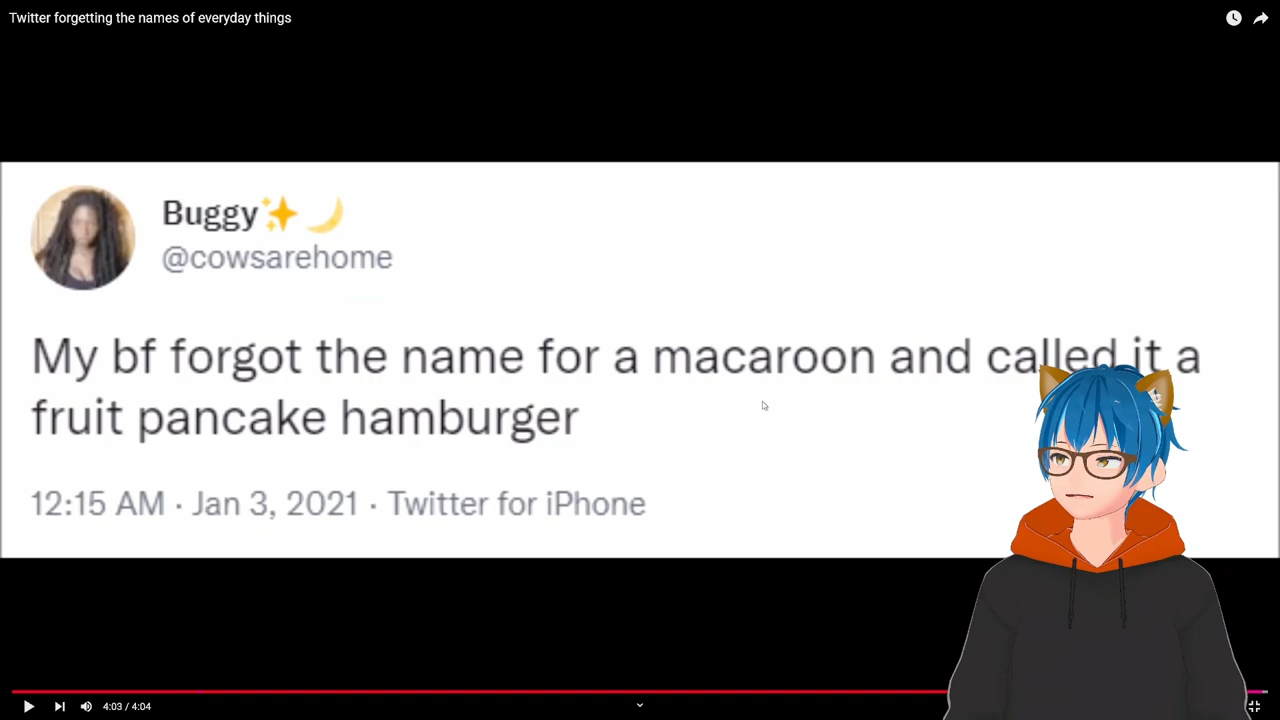 Twitter forgetting the names of everyday things
Buggy✨🌙
@cowsarehome
My bf forgot the name for a macaroon and called it a
fruit pancake hamburger
12:15 AM · Jan 3, 2021 · Twitter for iPhone
4:03 / 4:04